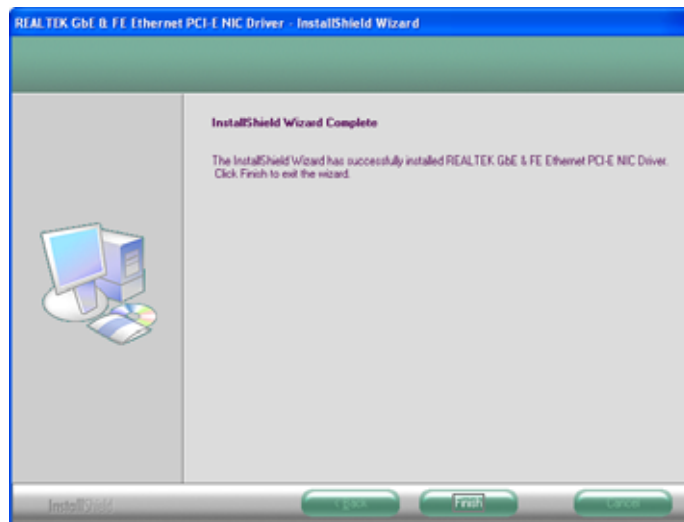 REALTEK GbE & FE Ethernet PCI-E NIC Driver - InstallShield Wizard
InstallShield Wizard Complete
The InstallShield Wizard has successfully installed REALTEK GbE & FE Ethernet PCI-E NIC Driver.
Click Finish to exit the wizard.
InstallShield
< Back
Finish
Cancel